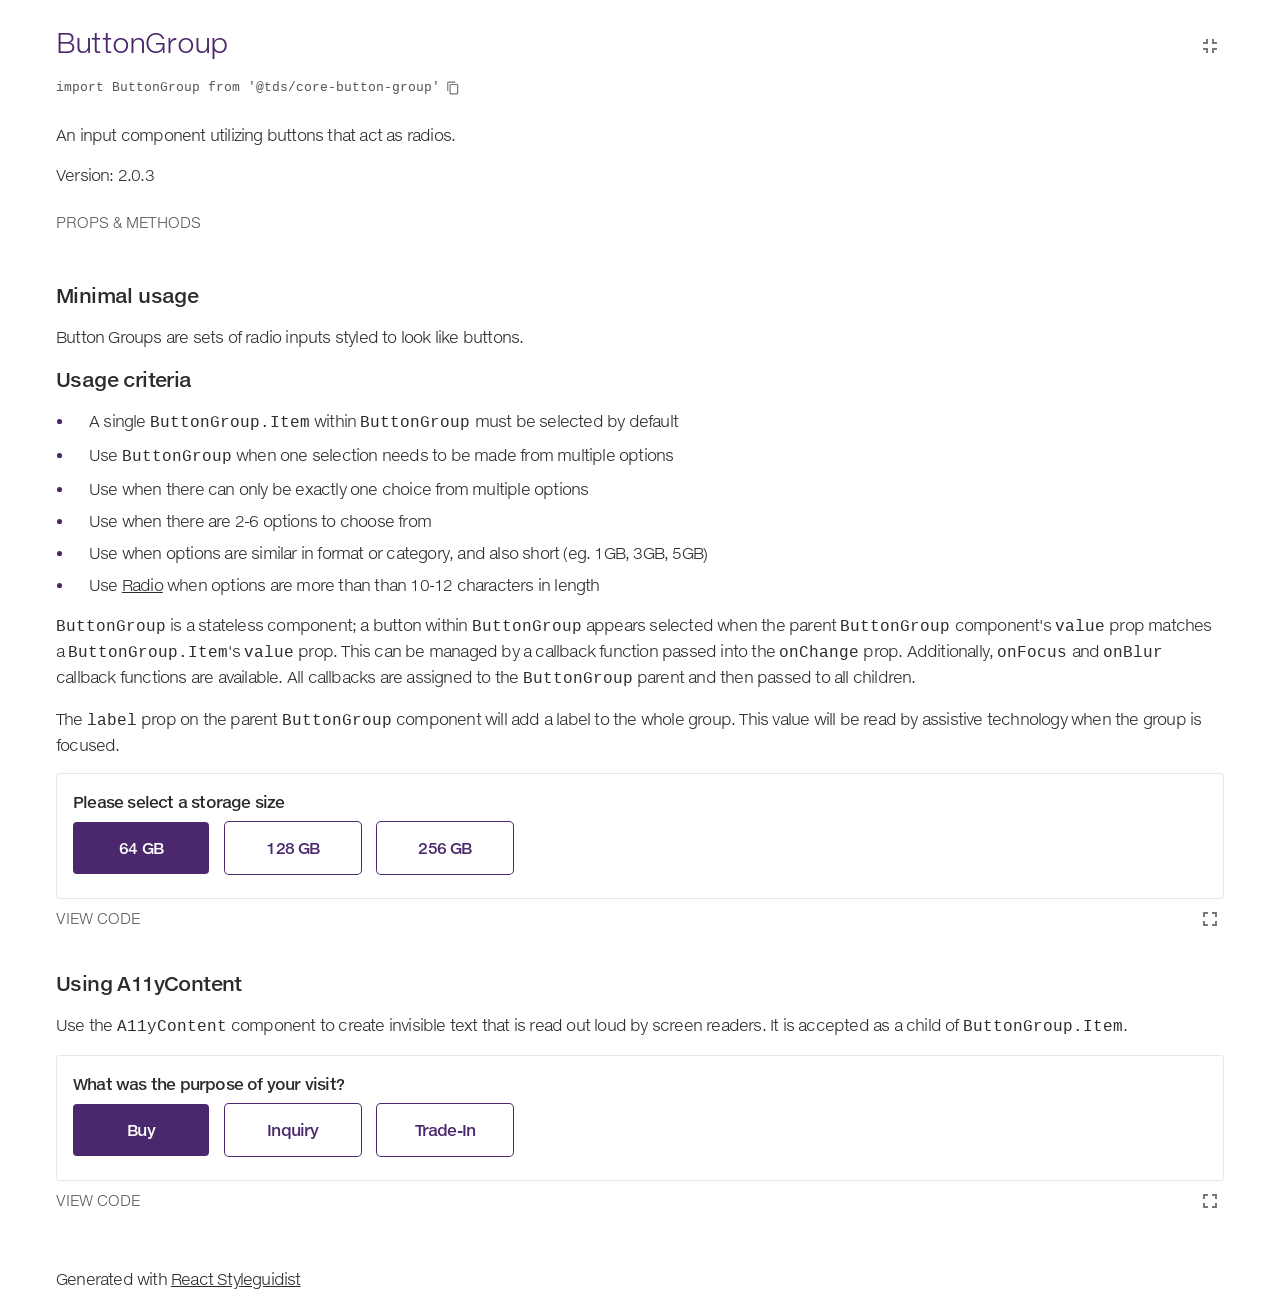 ButtonGroup
import ButtonGroup from '@tds/core-button-group'
An input component utilizing buttons that act as radios.
Version: 2.0.3
PROPS & METHODS
Minimal usage
Button Groups are sets of radio inputs styled to look like buttons.
Usage criteria
A single ButtonGroup.Item within ButtonGroup must be selected by default
Use ButtonGroup when one selection needs to be made from multiple options
Use when there can only be exactly one choice from multiple options
Use when there are 2-6 options to choose from
Use when options are similar in format or category, and also short (eg. 1GB, 3GB, 5GB)
Use Radio when options are more than than 10-12 characters in length
ButtonGroup is a stateless component; a button within ButtonGroup appears selected when the parent ButtonGroup component's value prop matches
a ButtonGroup.Item's value prop. This can be managed by a callback function passed into the onChange prop. Additionally, onFocus and onBlur
callback functions are available. All callbacks are assigned to the ButtonGroup parent and then passed to all children.
The label prop on the parent ButtonGroup component will add a label to the whole group. This value will be read by assistive technology when the group is
focused.
Please select a storage size
64 GB 128 GB 256 GB
VIEW CODE
Using A11yContent
Use the A11yContent component to create invisible text that is read out loud by screen readers. It is accepted as a child of ButtonGroup.Item.
What was the purpose of your visit?
Buy Inquiry Trade-In
VIEW CODE
Generated with React Styleguidist